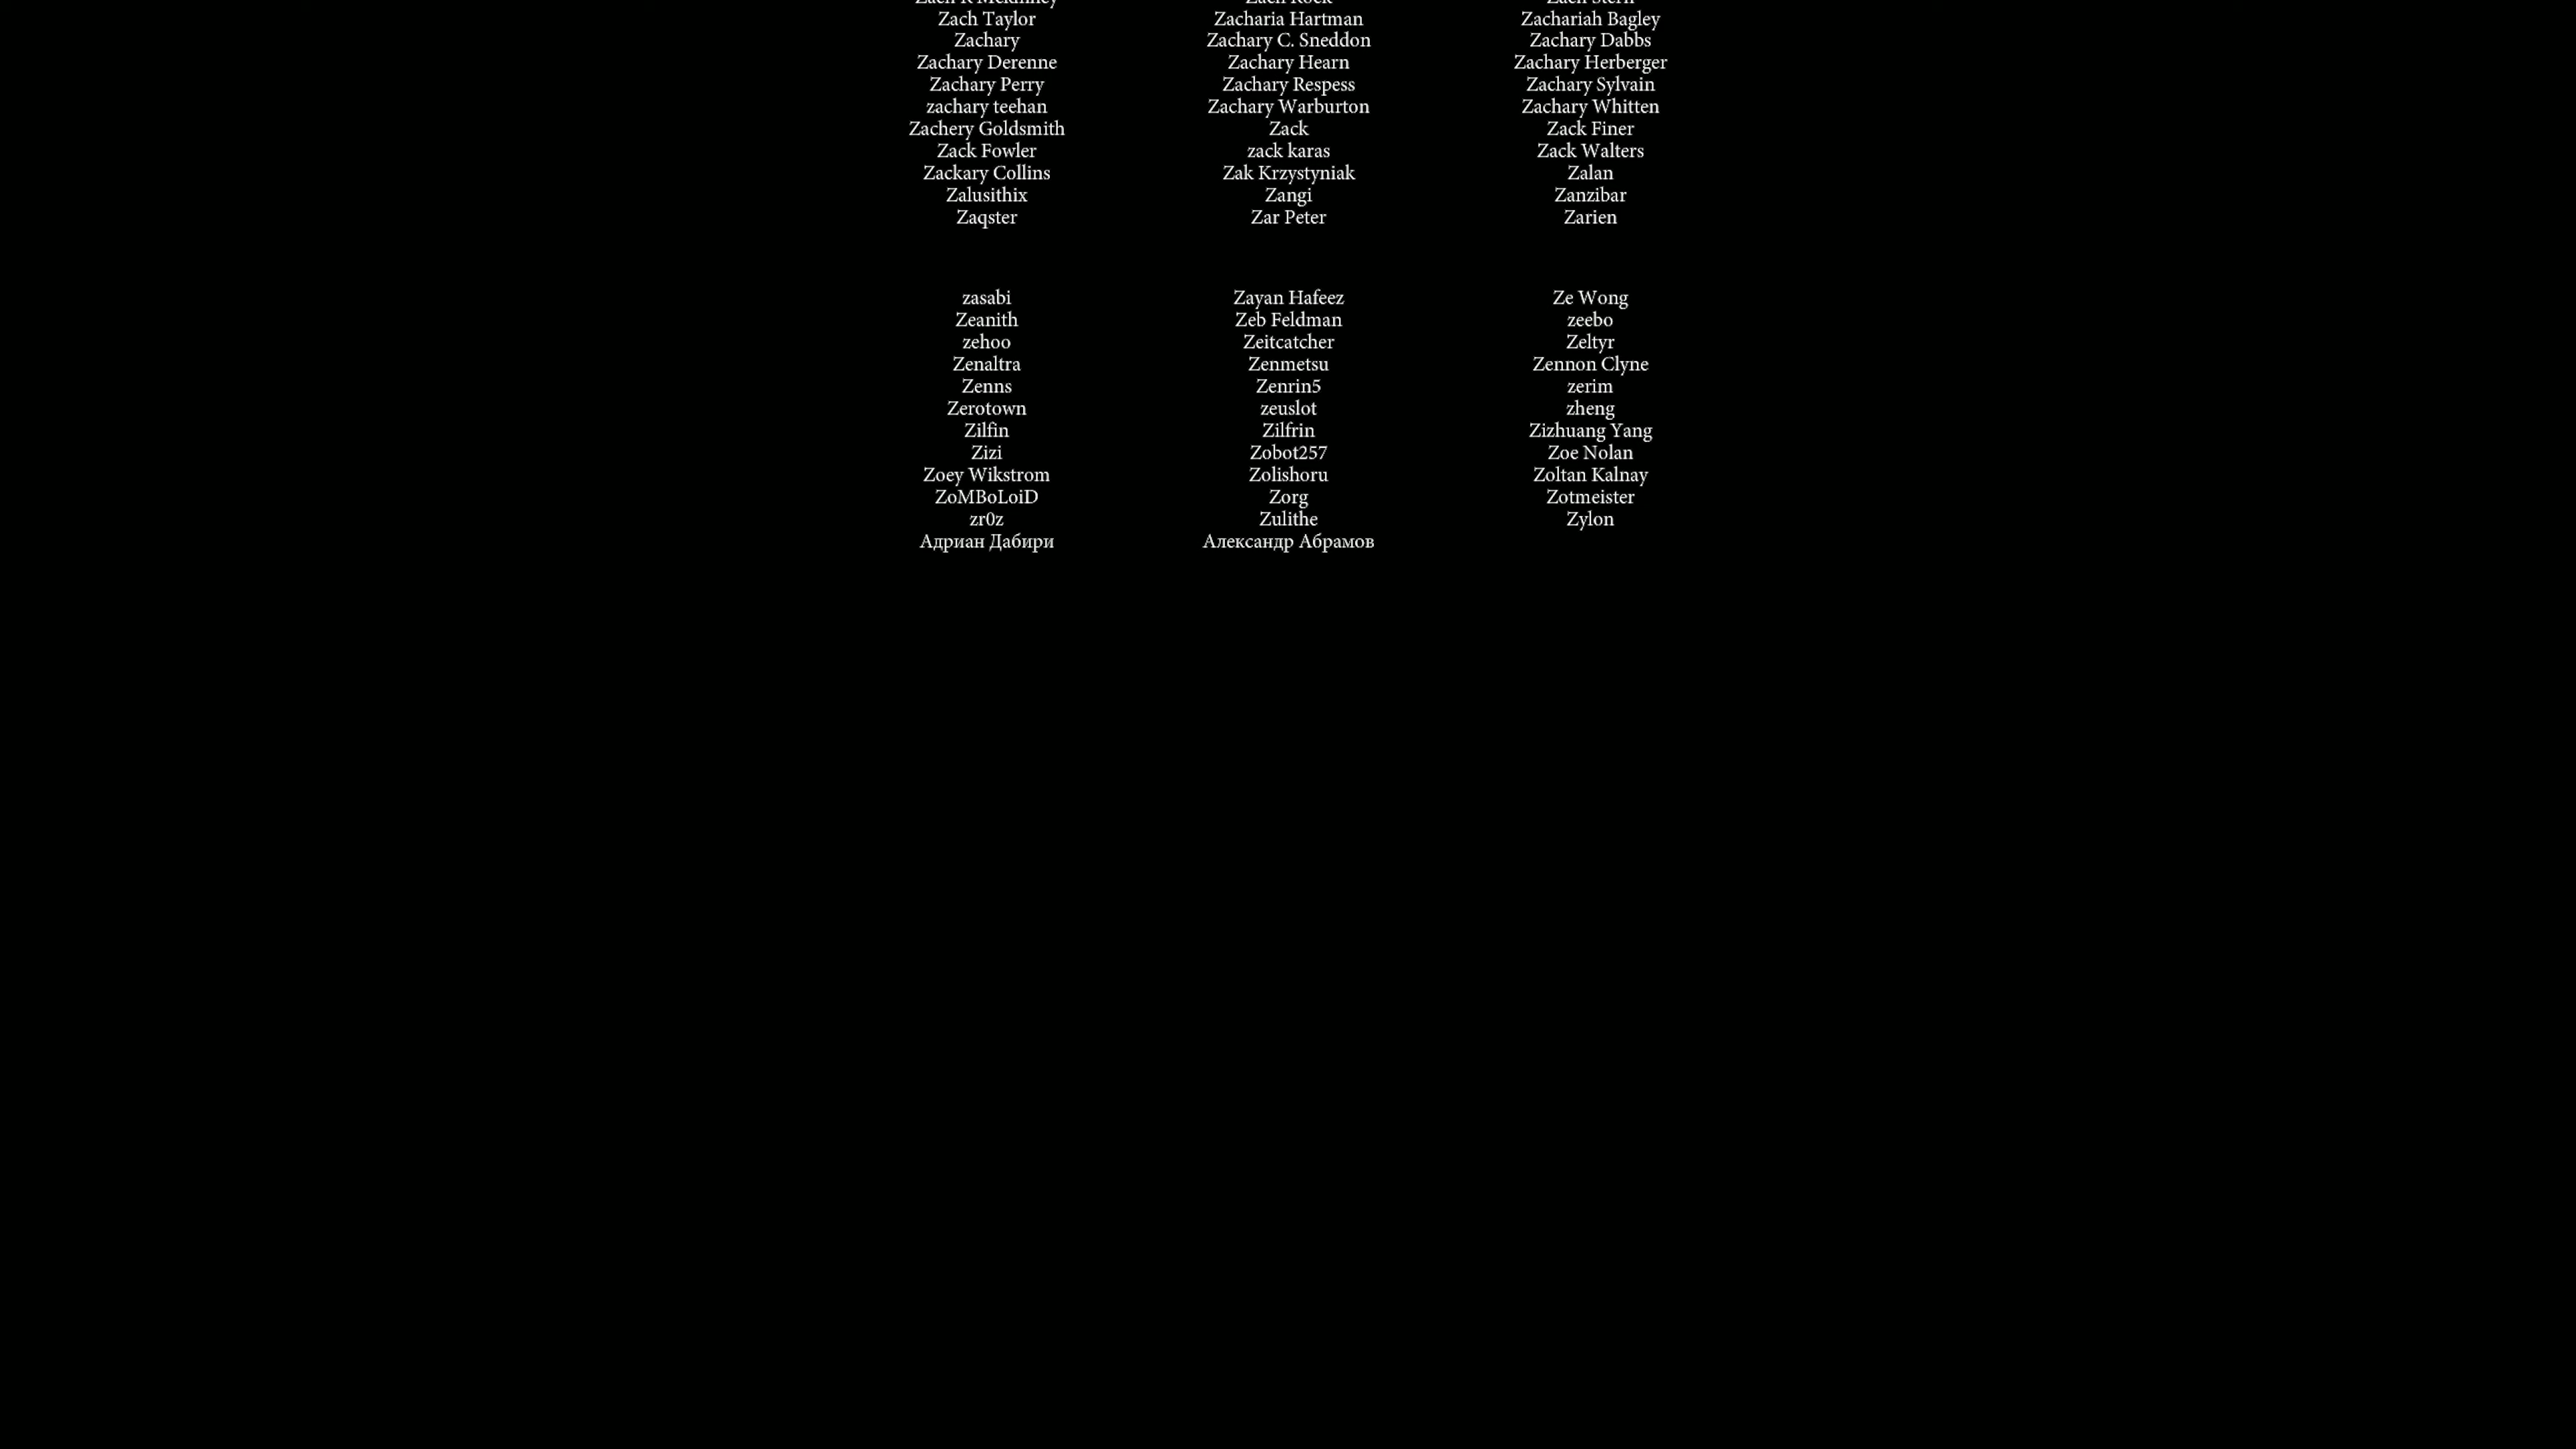 Zach Taylor Zacharia Hartman Zachariah Bagley
Zachary Zachary C. Sneddon Zachary Dabbs
Zachary Derenne Zachary Hearn Zachary Herberger
Zachary Perry Zachary Respess Zachary Sylvain
zachary teehan Zachary Warburton Zachary Whitten
Zachery Goldsmith Zack Zack Finer
Zack Fowler zack karas Zack Walters
Zackary Collins Zak Krzystyniak Zalan
Zalusithix Zangi Zanzibar
Zaqster Zar Peter Zarien
zasabi Zayan Hafeez Ze Wong
Zeanith Zeb Feldman zeebo
zehoo Zeitcatcher Zeltyr
Zenaltra Zenmetsu Zennon Clyne
Zenns Zenrin5 zerim
Zerotown zeuslot zheng
Zilfin Zilfrin Zizhuang Yang
Zizi Zobot257 Zoe Nolan
Zoey Wikstrom Zolishoru Zoltan Kalnay
ZoMBoLoiD Zorg Zotmeister
zr0z Zulithe Zylon
Адриан Дабири Александр Абрамов